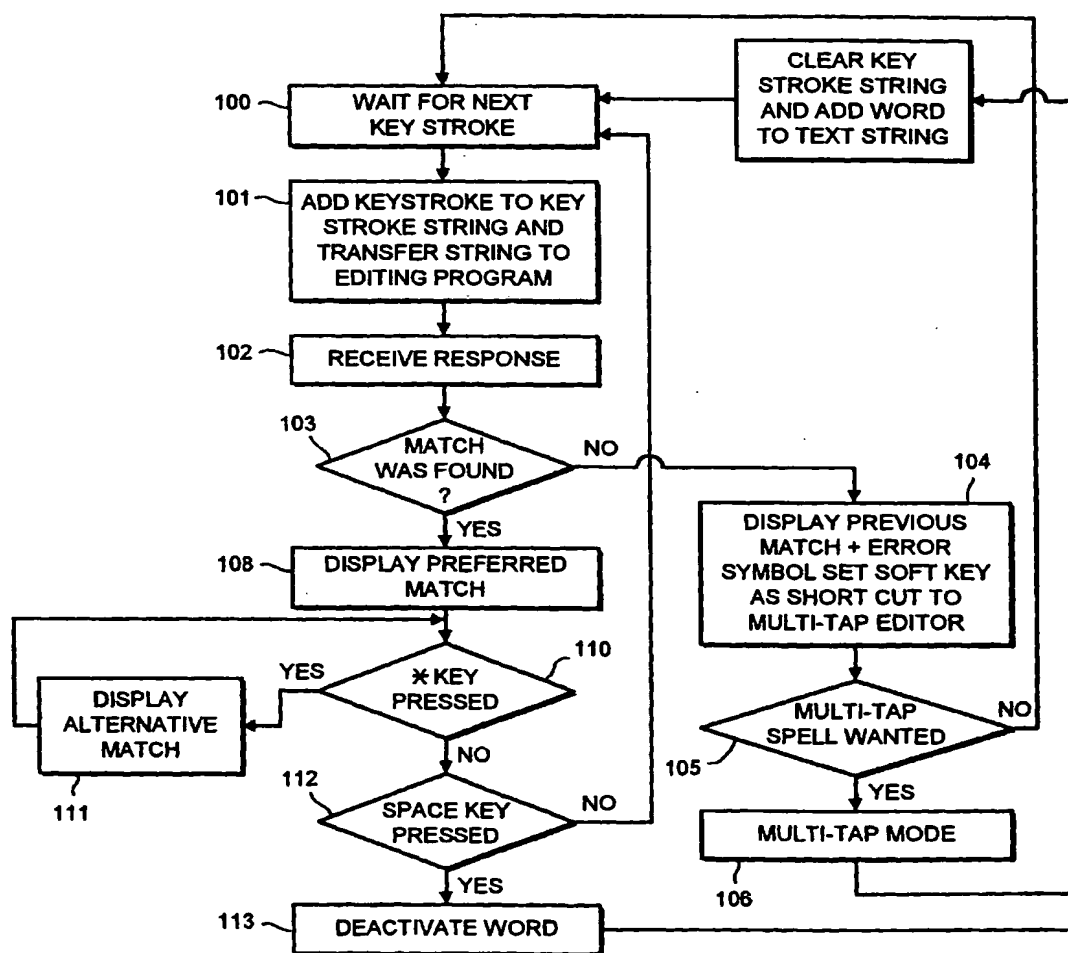 100
WAIT FOR NEXT
KEY STROKE
CLEAR KEY
STROKE STRING
AND ADD WORD
TO TEXT STRING
101
ADD KEYSTROKE TO KEY
STROKE STRING AND
TRANSFER STRING TO
EDITING PROGRAM
102
RECEIVE RESPONSE
103
MATCH
WAS FOUND
?
NO
YES
104
DISPLAY PREVIOUS
MATCH + ERROR
SYMBOL SET SOFT KEY
AS SHORT CUT TO
MULTI-TAP EDITOR
108
DISPLAY PREFERRED
MATCH
110
* KEY
PRESSED
YES
NO
DISPLAY
ALTERNATIVE
MATCH
111
105
MULTI-TAP
SPELL WANTED
NO
YES
112
SPACE KEY
PRESSED
NO
YES
MULTI-TAP MODE
106
113
DEACTIVATE WORD